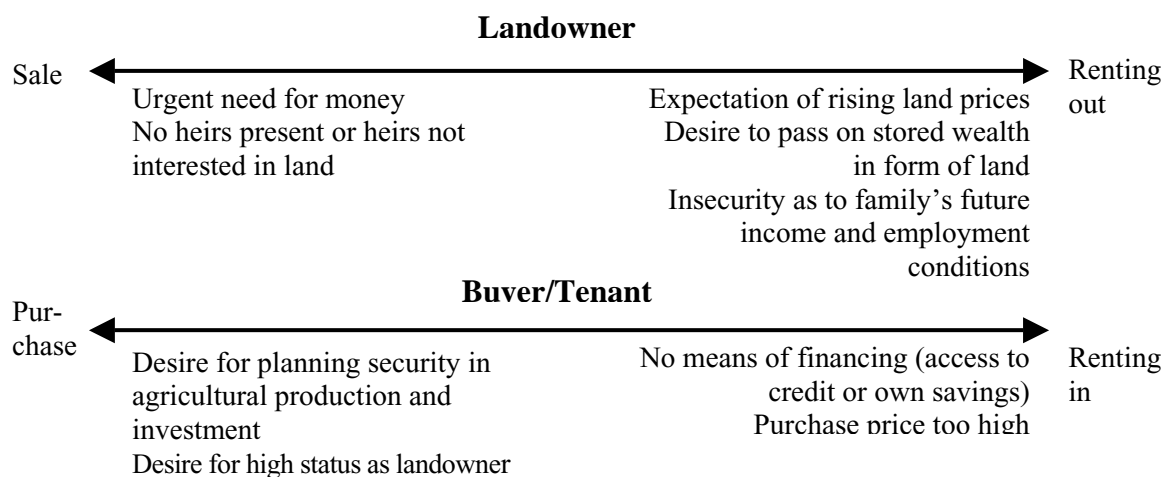 Landowner
Sale
Renting
out
Urgent need for money
No heirs present or heirs not
interested in land
Expectation of rising land prices
Desire to pass on stored wealth
in form of land
Insecurity as to family’s future
income and employment
conditions
Buyer/Tenant
Pur-
chase
Renting
in
Desire for planning security in
agricultural production and
investment
Desire for high status as landowner
No means of financing (access to
credit or own savings)
Purchase price too high